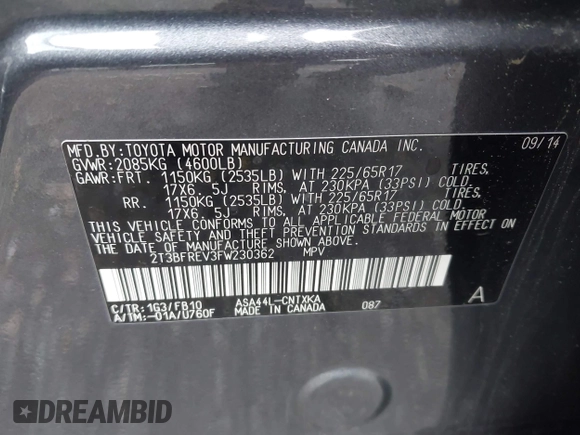 MFD.BY:TOYOTA MOTOR MANUFACTURING CANADA INC. 09/14
GVWR:2085KG (4600LB)
GAWR:FRT. 1150KG (2535LB) WITH 225/65R17 TIRES,
17X6.5J RIMS, AT 230KPA (33PSI) COLD
RR. 1150KG (2535LB) WITH 225/65R17 TIRES,
17X6.5J RIMS, AT 230KPA (33PSI) COLD
THIS VEHICLE CONFORMS TO ALL APPLICABLE FEDERAL MOTOR
VEHICLE SAFETY AND THEFT PREVENTION STANDARDS IN EFFECT ON
THE DATE OF MANUFACTURE SHOWN ABOVE.
2T3BFREV3FW230362 MPV
C/TR:1G3/FB10 ASA44L-CNTXKA A
A/TM:-01A/U760F MADE IN CANADA 087
DREAMBID